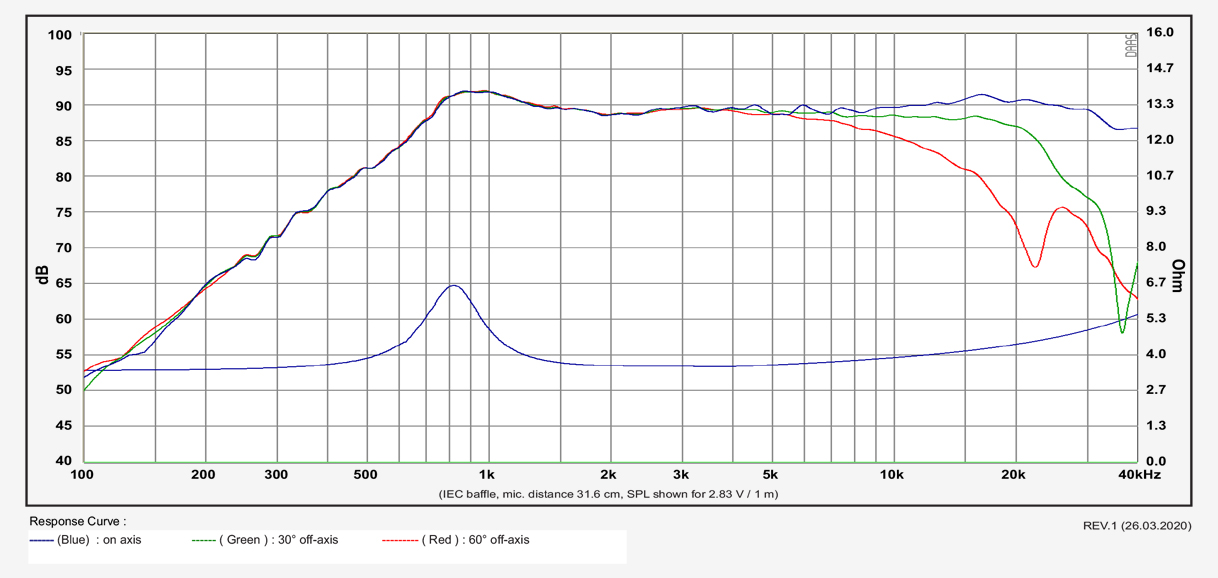 100 16.0
DAAS
95 14.7
90 13.3
85 12.0
80 10.7
75 9.3
70 8.0
dB Ohm
65 6.7
60 5.3
55 4.0
50 2.7
45 1.3
40 0.0
100 200 300 500 1k 2k 3k 5k 10k 20k 40kHz
(IEC baffle, mic. distance 31.6 cm, SPL shown for 2.83 V / 1 m)
Response Curve :
REV.1 (26.03.2020)
(Blue) : on axis ( Green ) : 30° off-axis ( Red ) : 60° off-axis